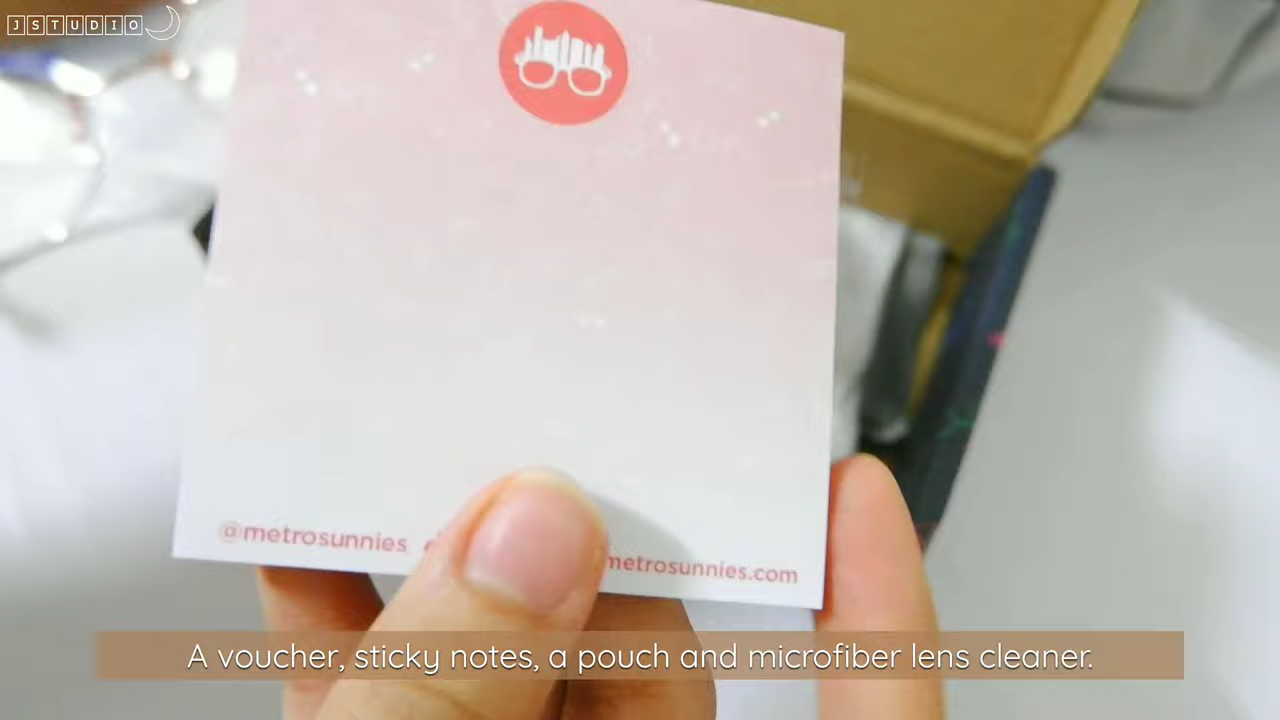 JSTUDIO
@metrosunnies
metrosunnies.com
A voucher, sticky notes, a pouch and microfiber lens cleaner.